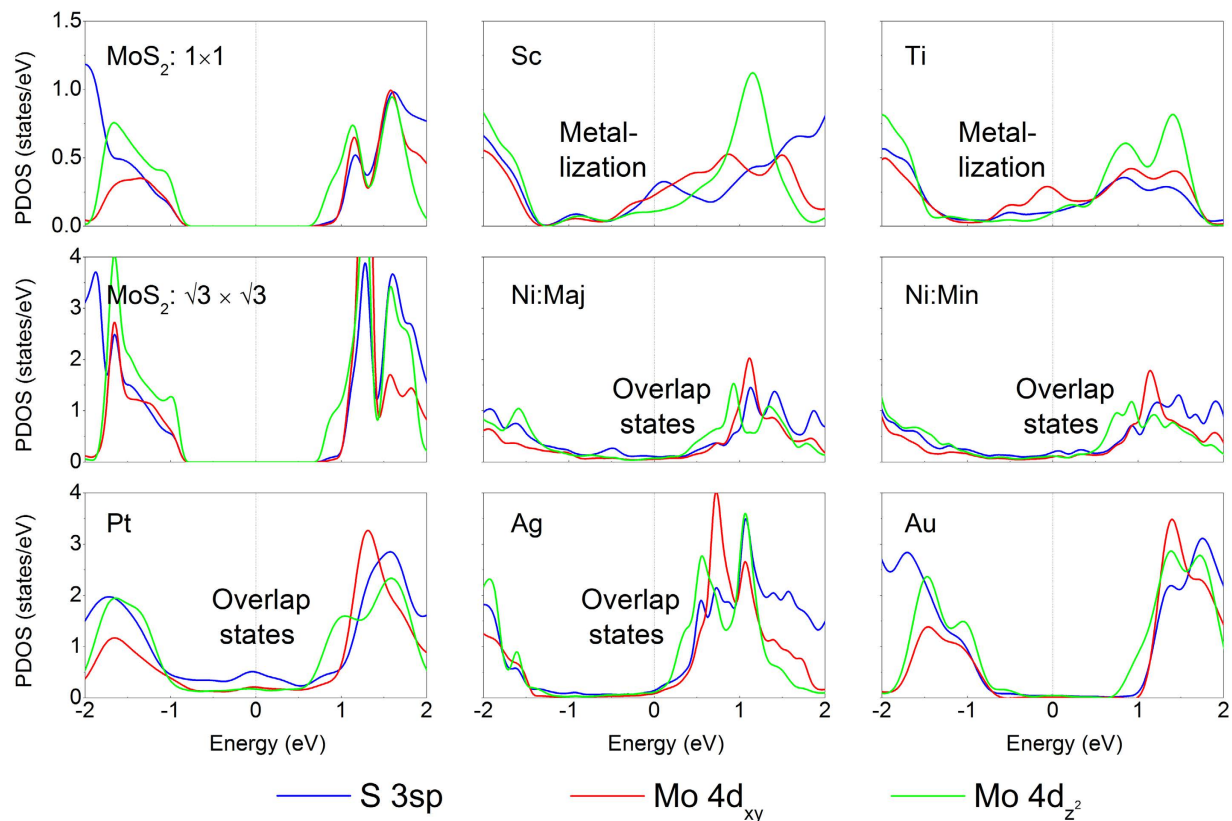 1.5
1.0
0.5
0.0
PDOS (states/eV)
MoS₂: 1×1
Sc
Metal-
lization
Ti
Metal-
lization
4
3
2
1
0
PDOS (states/eV)
MoS₂: √3 × √3
Ni:Maj
Overlap
states
Ni:Min
Overlap
states
4
3
2
1
0
PDOS (states/eV)
Pt
Overlap
states
Ag
Overlap
states
Au
-2 -1 0 1 2
-2 -1 0 1 2
-2 -1 0 1 2
Energy (eV)
Energy (eV)
Energy (eV)
S 3sp
Mo 4d_xy
Mo 4d_z²